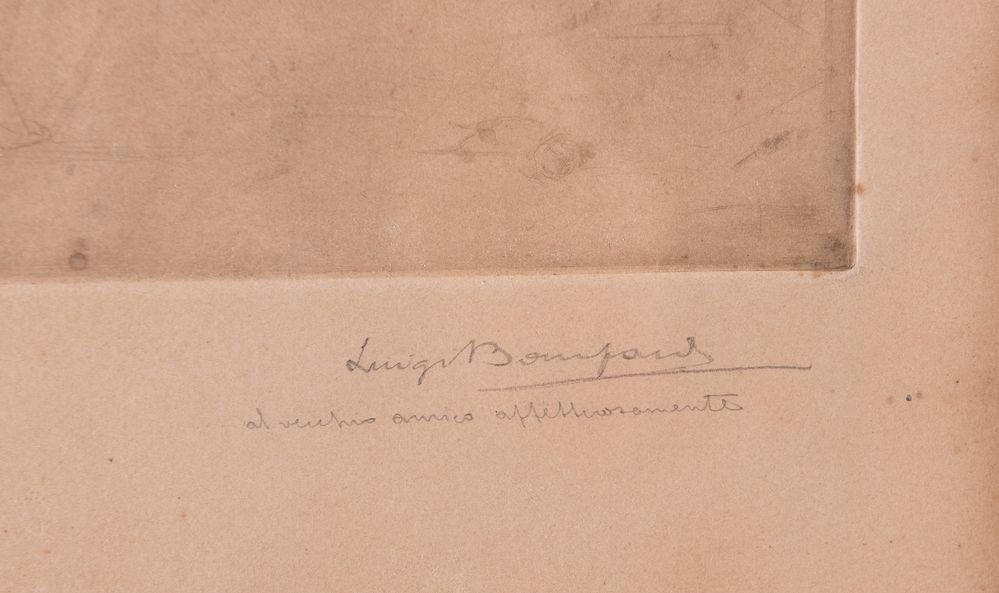 Luigi Bompard
al vecchio amico affettuosamente